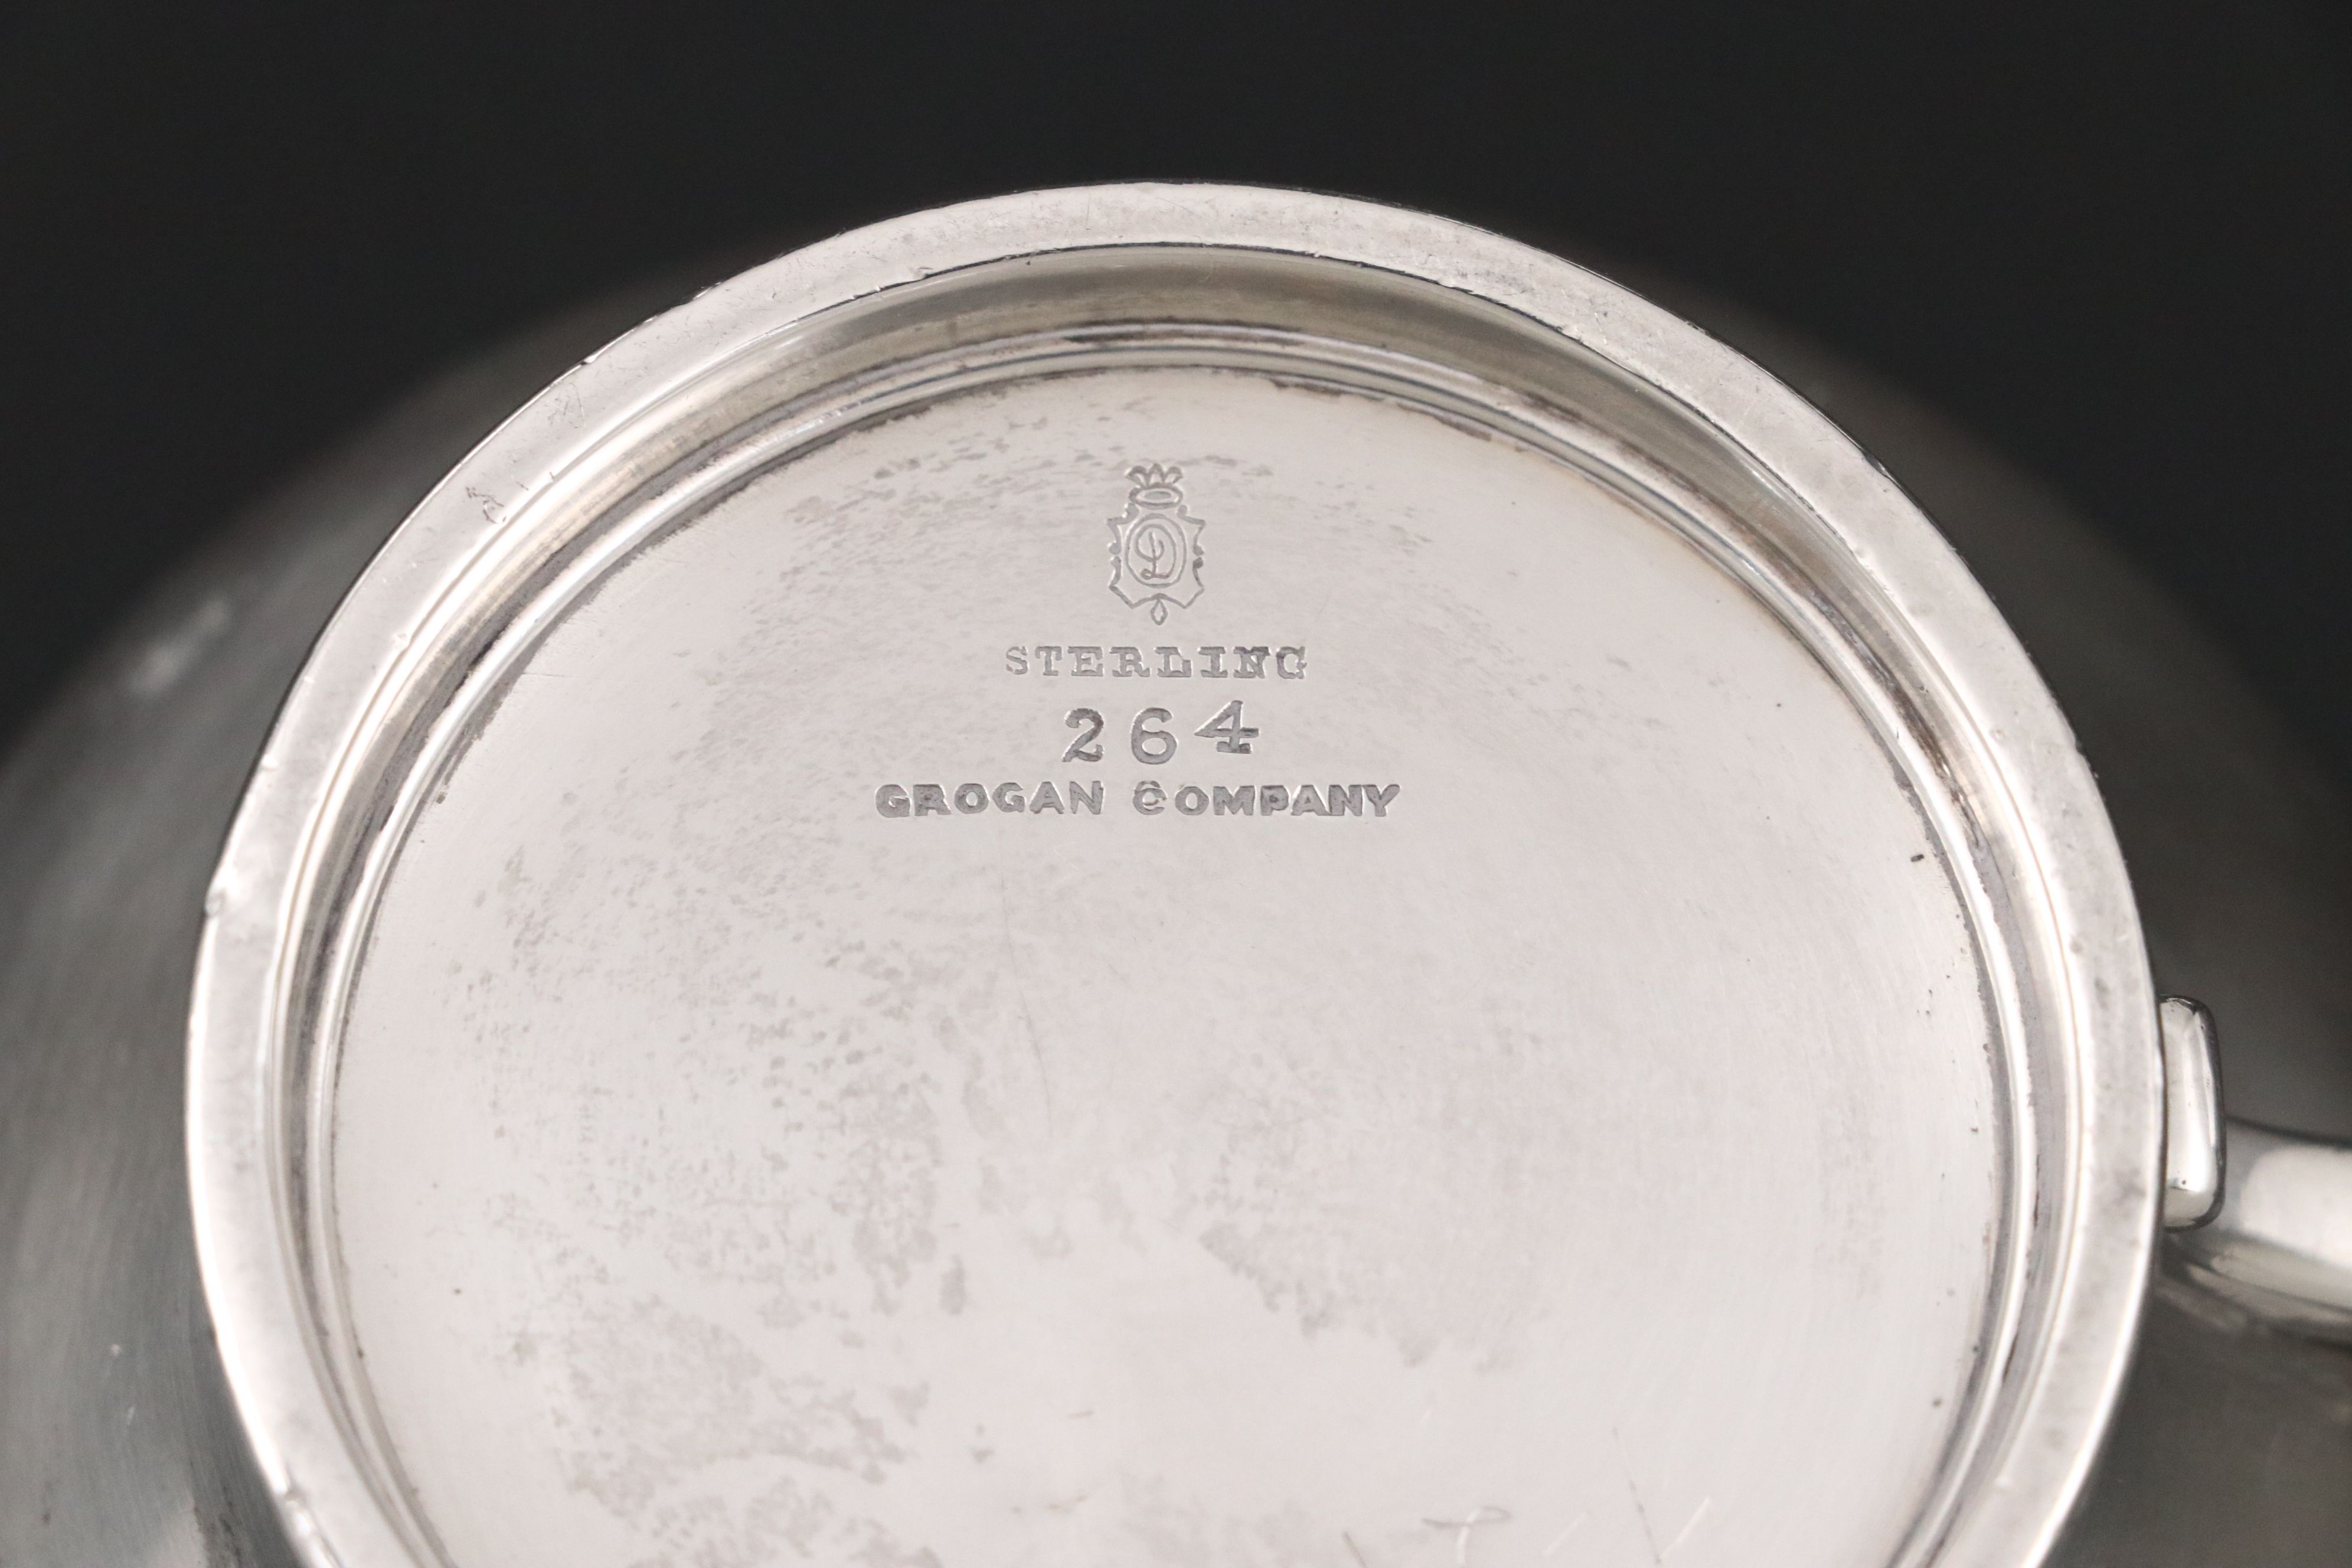 D
STERLING
264
GROGAN COMPANY